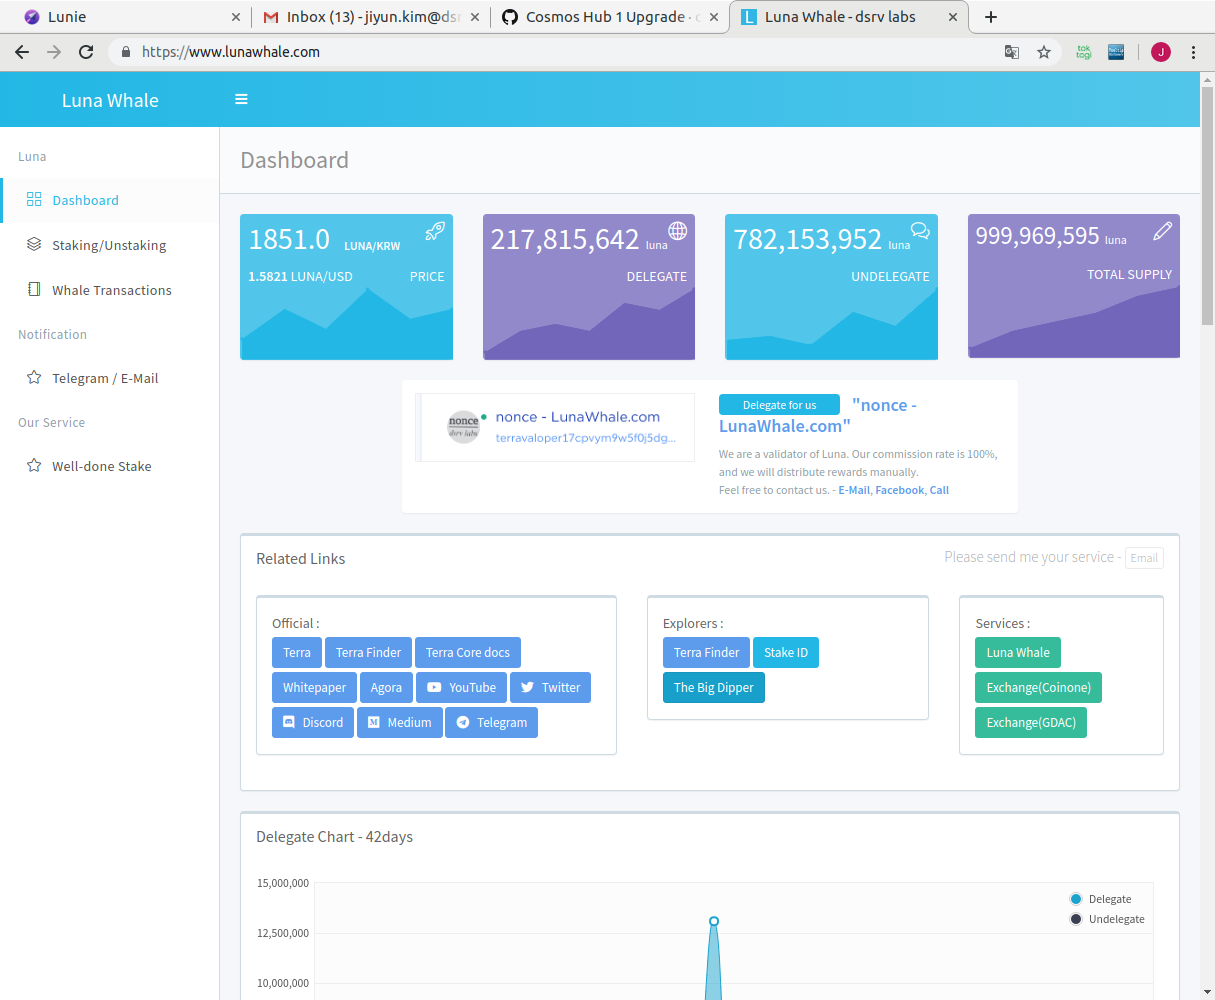 Lunie
Inbox (13) - jiyun.kim@ds
Cosmos Hub 1 Upgrade ·
Luna Whale - dsrv labs
https://www.lunawhale.com
tok
togi
J
Luna Whale
Luna
Dashboard
Staking/Unstaking
Whale Transactions
Notification
Telegram / E-Mail
Our Service
Well-done Stake
Dashboard
1851.0 LUNA/KRW
1.5821 LUNA/USD PRICE
217,815,642 luna
DELEGATE
782,153,952 luna
UNDELEGATE
999,969,595 luna
TOTAL SUPPLY
nonce
dsrv labs
nonce - LunaWhale.com
terravaloper17cpvym9w5f0j5dg...
Delegate for us "nonce -
LunaWhale.com"
We are a validator of Luna. Our commission rate is 100%,
and we will distribute rewards manually.
Feel free to contact us. - E-Mail, Facebook, Call
Related Links
Please send me your service - Email
Official :
Terra Terra Finder Terra Core docs
Whitepaper Agora YouTube Twitter
Discord Medium Telegram
Explorers :
Terra Finder Stake ID
The Big Dipper
Services :
Luna Whale
Exchange(Coinone)
Exchange(GDAC)
Delegate Chart - 42days
15,000,000
12,500,000
10,000,000
Delegate
Undelegate